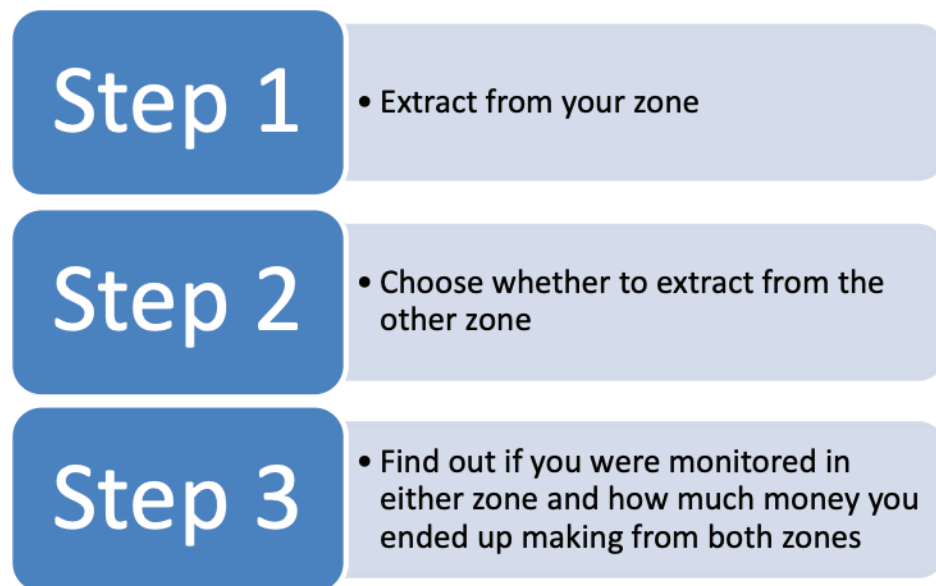 Step 1
• Extract from your zone
Step 2
• Choose whether to extract from the
other zone
Step 3
• Find out if you were monitored in
either zone and how much money you
ended up making from both zones